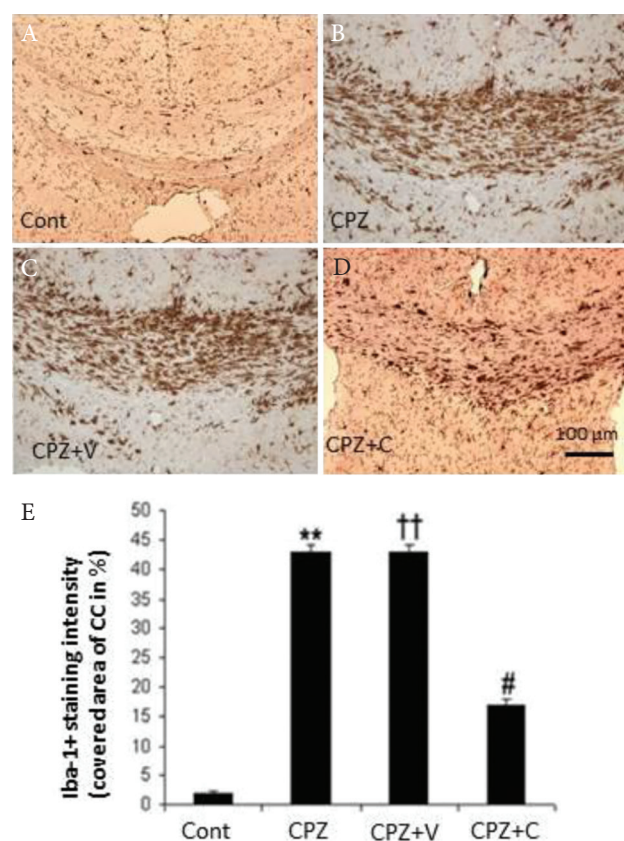 A
B
Cont
CPZ
C
D
CPZ+V
CPZ+C
100 µm
E
Iba-1+ staining intensity
(covered area of CC in %)
50
45
40
35
30
25
20
15
10
5
0
**
††
#
Cont
CPZ
CPZ+V
CPZ+C